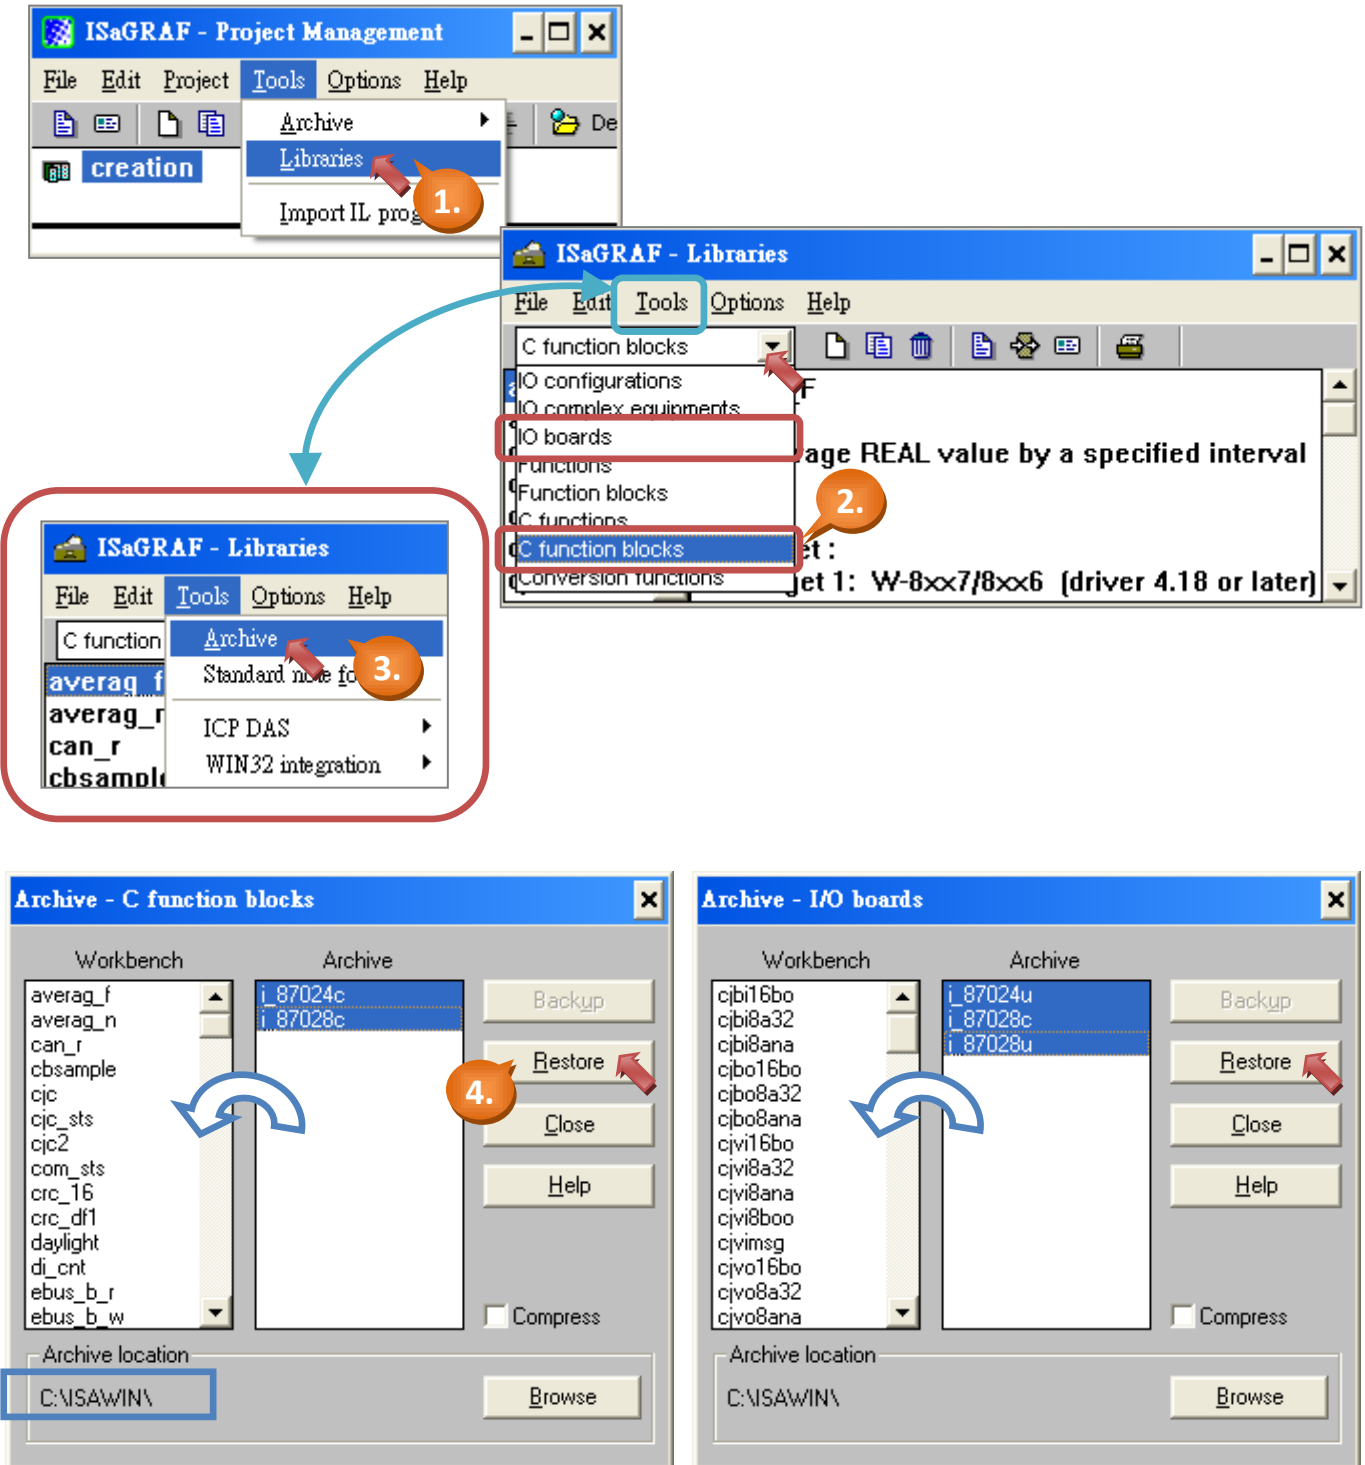 ISaGRAF - Project Management
File Edit Project Tools Options Help
Archive
De
creation
Libraries
1.
Import IL prog
ISaGRAF - Libraries
File Edit Tools Options Help
C function blocks
IO configurations
IO complex equipments
IO boards
rage REAL value by a specified interval
Functions
Function blocks
2.
C functions
C function blocks
et :
Conversion functions
get 1: W-8xx7/8xx6 (driver 4.18 or later)
ISaGRAF - Libraries
File Edit Tools Options Help
C function
Archive
3.
averag_f
Standard note fo
averag_n
ICP DAS
can_r
WIN32 integration
cbsample
Archive - C function blocks
Workbench
Archive
averag_f
averag_n
can_r
cbsample
cjc
cjc_sts
cjc2
com_sts
crc_16
crc_df1
daylight
di_cnt
ebus_b_r
ebus_b_w
i_87024c
i_87028c
Backup
Restore
4.
Close
Help
Compress
Archive location
C:\ISAWIN\
Browse
Archive - I/O boards
Workbench
Archive
cjbi16bo
cjbi8a32
cjbi8ana
cjbo16bo
cjbo8a32
cjbo8ana
cjvi16bo
cjvi8a32
cjvi8ana
cjvi8boo
cjvimsg
cjvo16bo
cjvo8a32
cjvo8ana
i_87024u
i_87028c
i_87028u
Backup
Restore
Close
Help
Compress
Archive location
C:\ISAWIN\
Browse